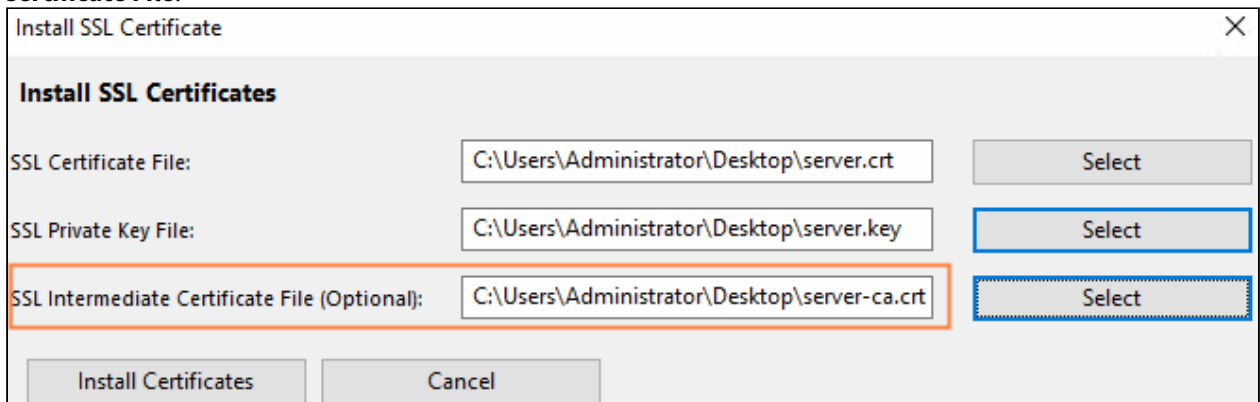 Certificate File.
Install SSL Certificate
Install SSL Certificates
SSL Certificate File: C:\Users\Administrator\Desktop\server.crt Select
SSL Private Key File: C:\Users\Administrator\Desktop\server.key Select
SSL Intermediate Certificate File (Optional): C:\Users\Administrator\Desktop\server-ca.crt Select
Install Certificates Cancel